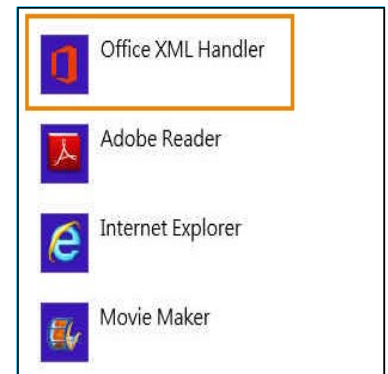 Office XML Handler
Adobe Reader
Internet Explorer
Movie Maker